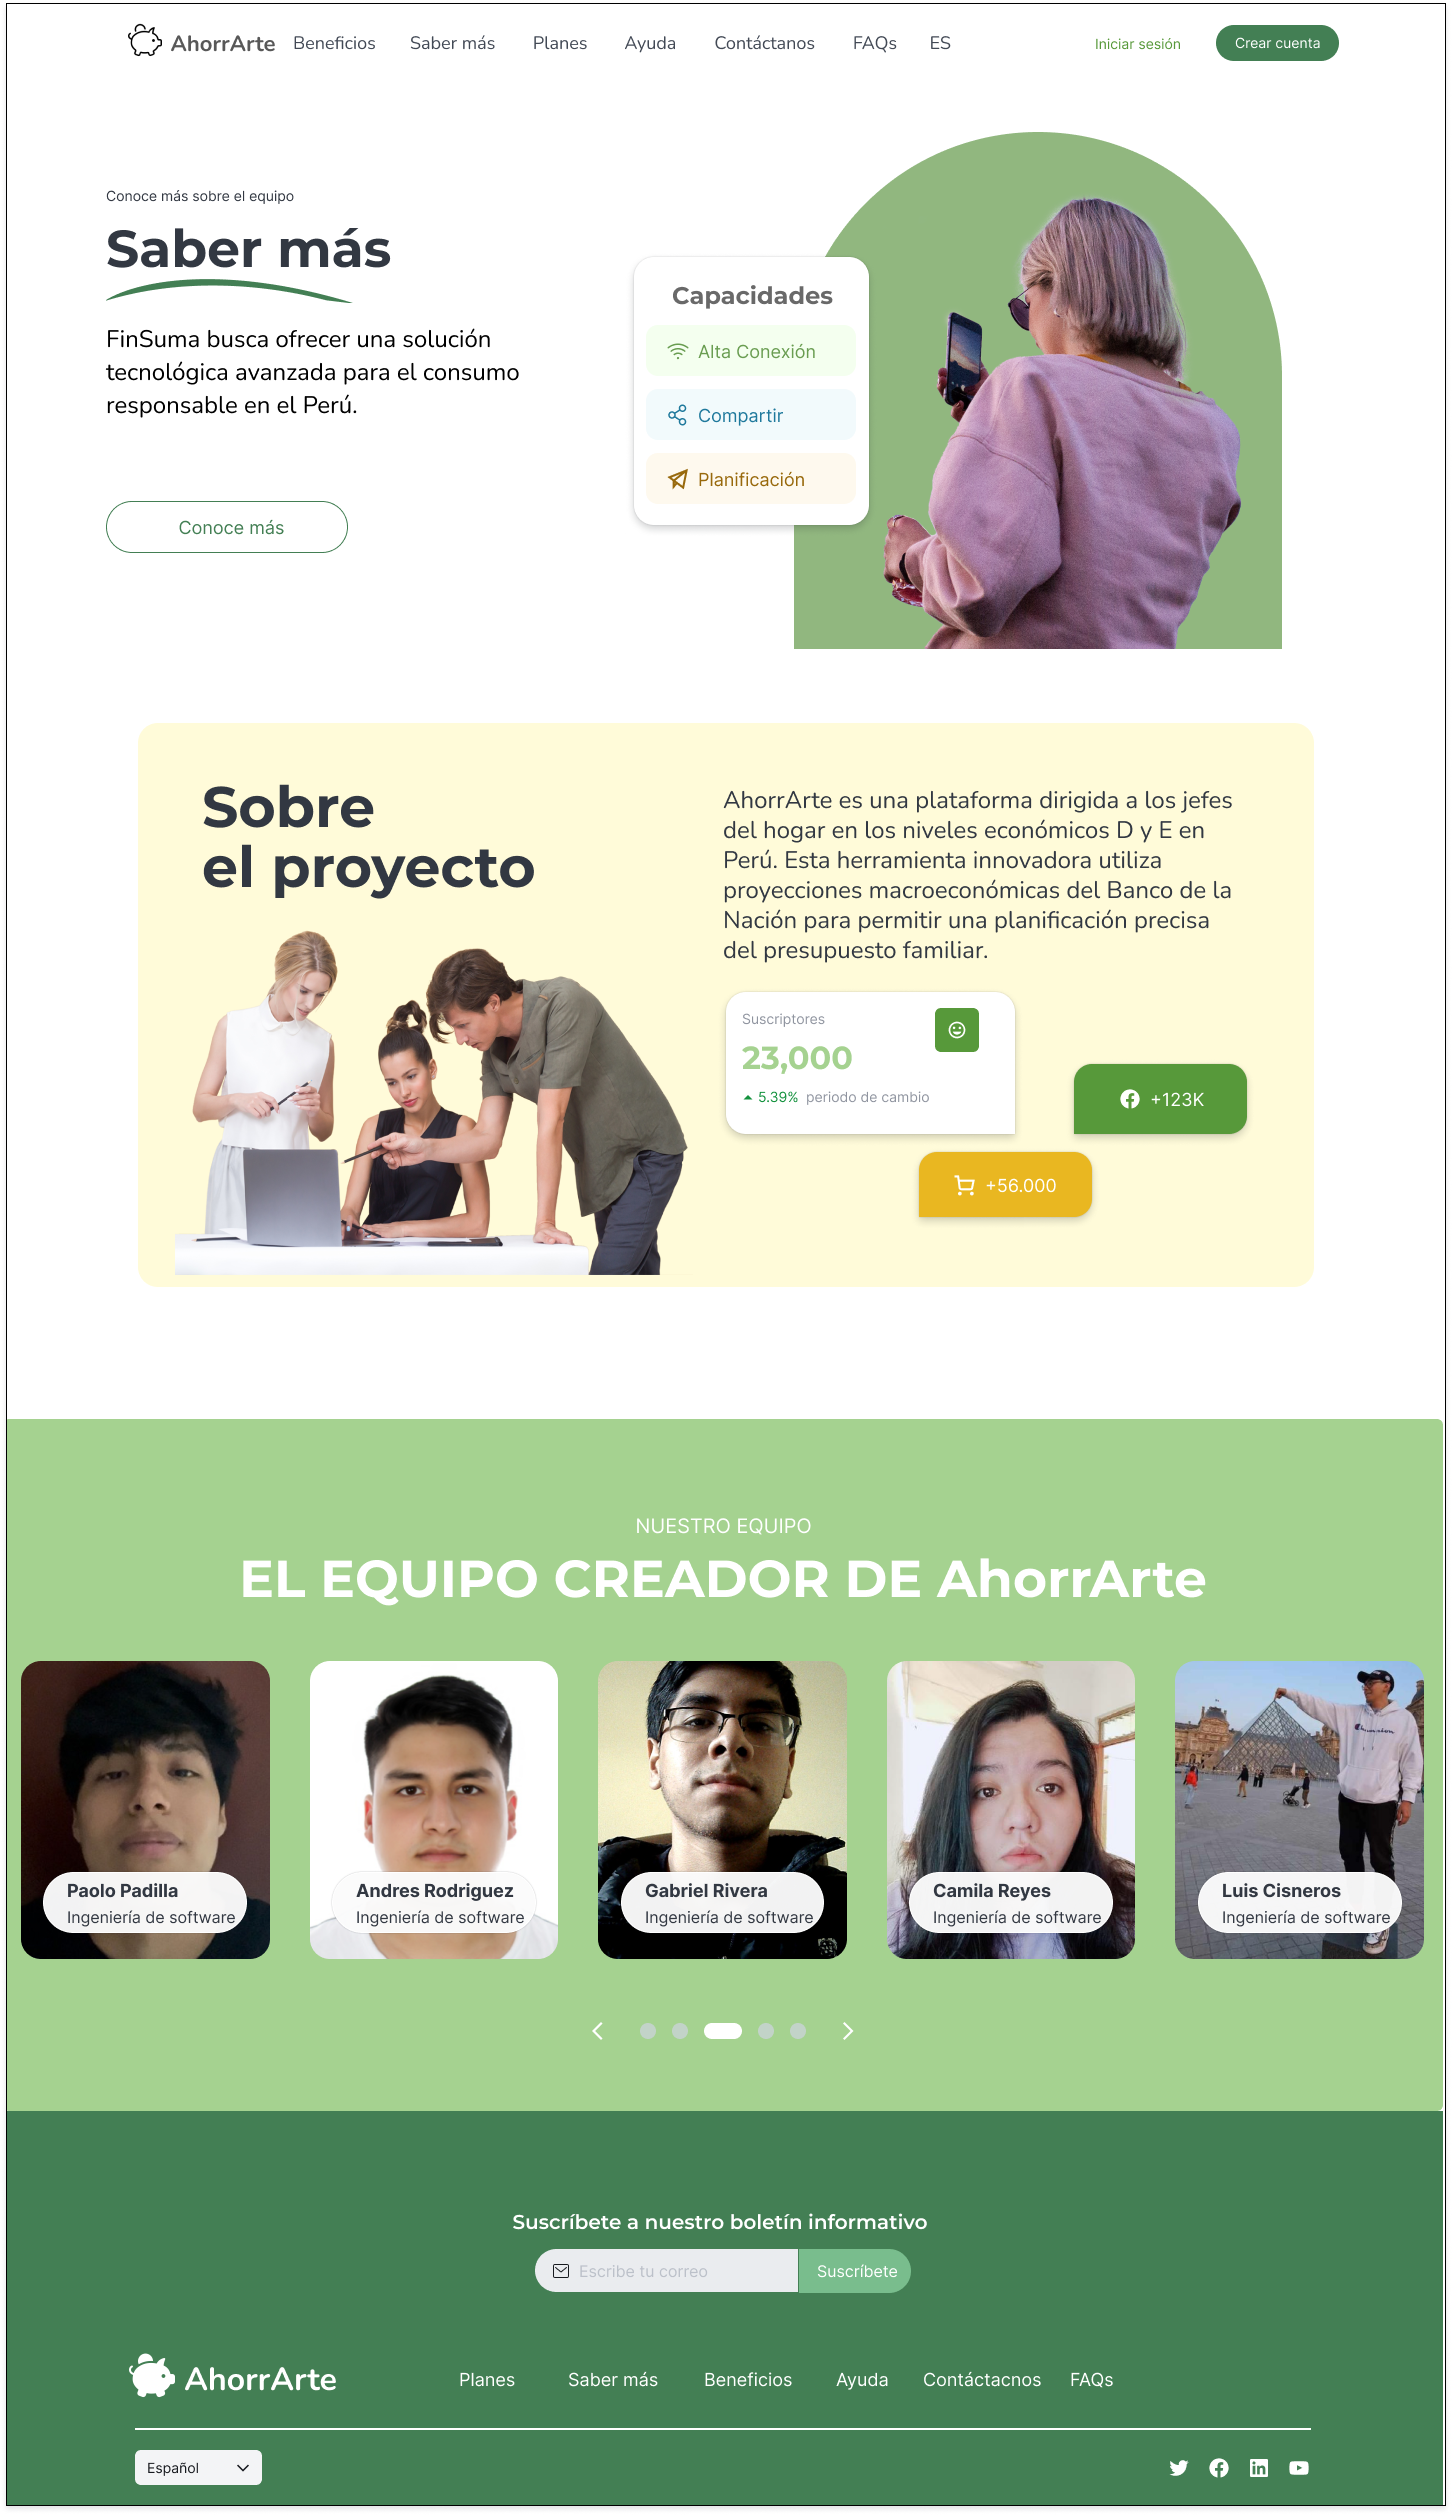 AhorrArte
Beneficios
Saber más
Planes
Ayuda
Contáctanos
FAQs
ES
Iniciar sesión
Crear cuenta
Conoce más sobre el equipo
Saber más
FinSuma busca ofrecer una solución
tecnológica avanzada para el consumo
responsable en el Perú.
Conoce más
Capacidades
Alta Conexión
Compartir
Planificación
Sobre
el proyecto
AhorrArte es una plataforma dirigida a los jefes
del hogar en los niveles económicos D y E en
Perú. Esta herramienta innovadora utiliza
proyecciones macroeconómicas del Banco de la
Nación para permitir una planificación precisa
del presupuesto familiar.
Suscriptores
23,000
5.39% periodo de cambio
+123K
+56.000
NUESTRO EQUIPO
EL EQUIPO CREADOR DE AhorrArte
Paolo Padilla
Ingeniería de software
Andres Rodriguez
Ingeniería de software
Gabriel Rivera
Ingeniería de software
Camila Reyes
Ingeniería de software
Champion
Luis Cisneros
Ingeniería de software
Suscríbete a nuestro boletín informativo
Escribe tu correo
Suscríbete
AhorrArte
Planes
Saber más
Beneficios
Ayuda
Contáctacnos
FAQs
Español